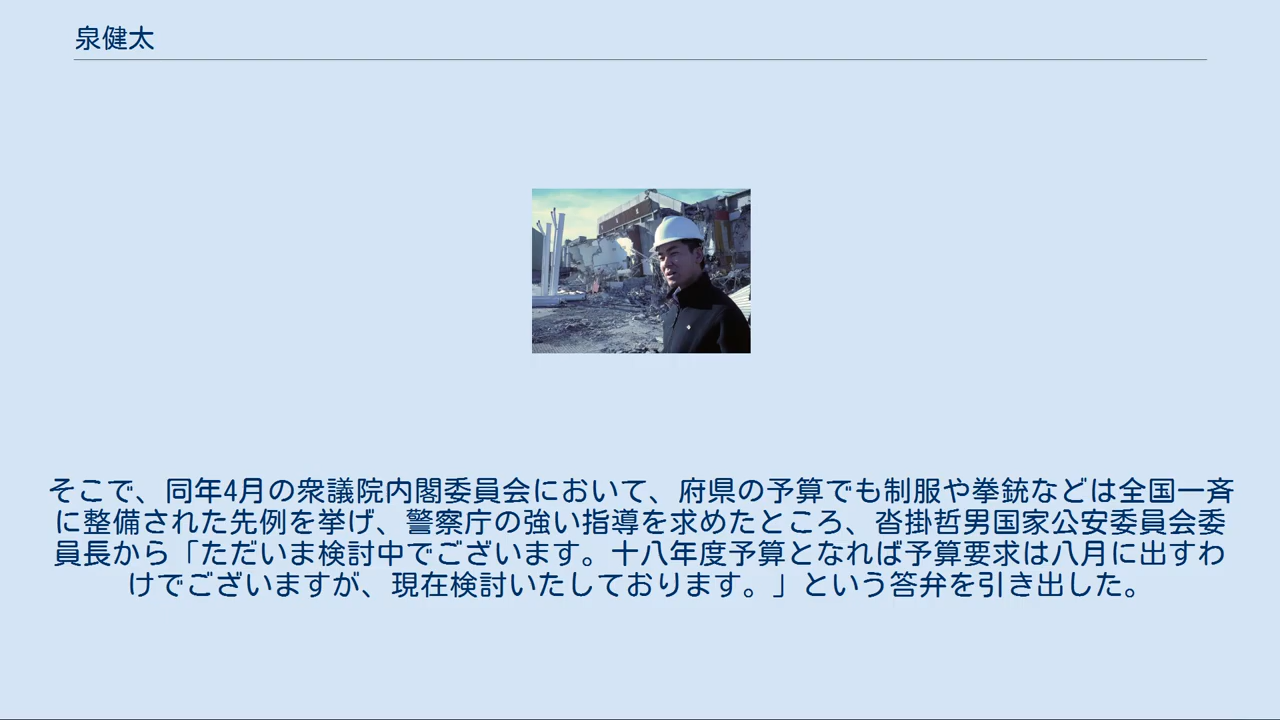 泉健太
そこで、同年4月の衆議院内閣委員会において、府県の予算でも制服や拳銃などは全国一斉
に整備された先例を挙げ、警察庁の強い指導を求めたところ、沓掛哲男国家公安委員会委
員長から「ただいま検討中でございます。十八年度予算となれば予算要求は八月に出すわ
けでございますが、現在検討いたしております。」という答弁を引き出した。